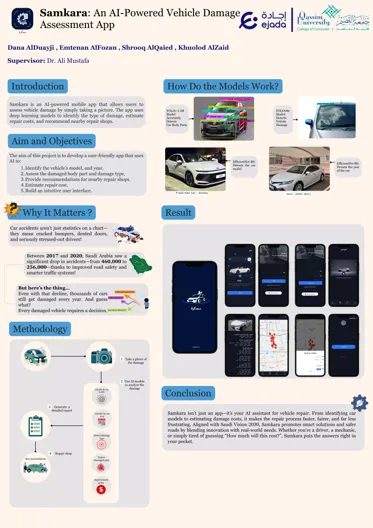 Samkara: An AI-Powered Vehicle Damage
Assessment App
إجادة
ejada
Qassim
University
College of Computer
Dana AlDuayji , Emtenan AlFozan , Shrooq AlQaied , Khuolod AlZaid
Supervisor: Dr. Ali Mustafa
Introduction
Samkara is an AI-powered mobile app that allows users to
assess vehicle damage by simply taking a picture. The app uses
deep learning models to identify the type of damage, estimate
repair costs, and recommend nearby repair shops.
Aim and Objectives
The aim of this project is to develop a user-friendly app that uses
AI to:
1. Identify the vehicle's model, and year.
2. Assess the damaged body part and damage type.
3. Provide recommendations for nearby repair shops.
4. Estimate repair cost.
5. Build an intuitive user interface.
Why It Matters ?
Car accidents aren't just statistics on a chart—
they mean cracked bumpers, dented doors,
and seriously stressed-out drivers!
Between 2017 and 2020, Saudi Arabia saw a
significant drop in accidents—from 460,000 to
256,000—thanks to improved road safety and
smarter traffic systems!
But here's the thing...
Even with that decline, thousands of cars
still get damaged every year. And guess
what?
Every damaged vehicle requires a decision.
Methodology
1
Take a photo of
the damage
2
Use AI models
to analyze the
damage
3
Generate a
detailed report
4
Repair shop
How Do the Models Work?
Model
Detects
Car Body Parts
Model
Detects
Vehicle
Damage
Detects the car
model
Detects the year
of the car
Result
Conclusion
Samkara isn't just an app—it's your AI assistant for vehicle repair. From identifying car
models to estimating damage costs, it makes the repair process faster, fairer, and far less
frustrating. Aligned with Saudi Vision 2030, Samkara promotes smart solutions and safer
roads by blending innovation with real-world needs. Whether you're a driver, a mechanic,
or simply tired of guessing "How much will this cost?", Samkara puts the answers right in
your pocket.